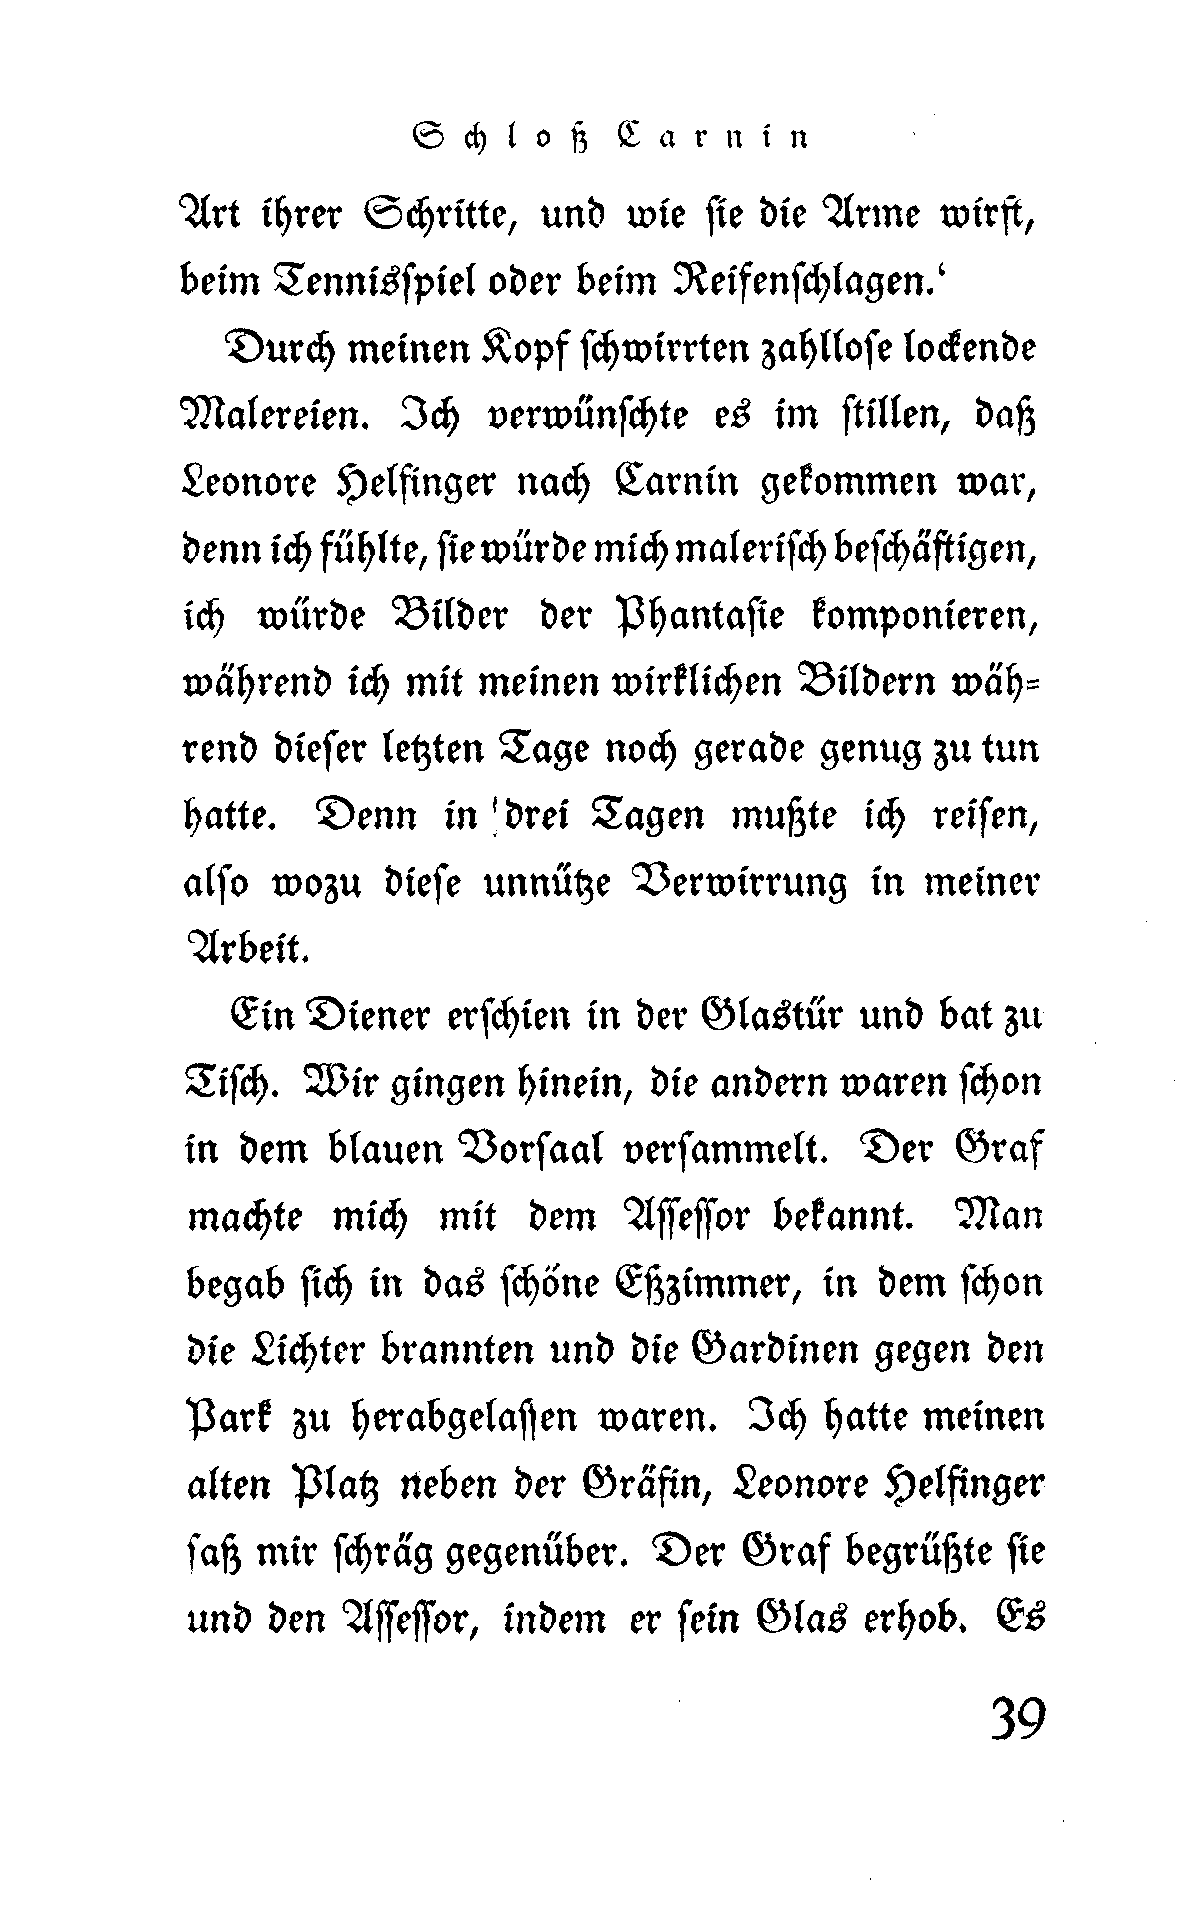 Schloß Carnin
Art ihrer Schritte, und wie sie die Arme wirft,
beim Tennisspiel oder beim Reifenschlagen.‘
Durch meinen Kopf schwirrten zahllose lockende
Malereien. Ich verwünschte es im stillen, daß
Leonore Helfinger nach Carnin gekommen war,
denn ich fühlte, sie würde mich malerisch beschäftigen,
ich würde Bilder der Phantasie komponieren,
während ich mit meinen wirklichen Bildern wäh-
rend dieser letzten Tage noch gerade genug zu tun
hatte. Denn in drei Tagen mußte ich reisen,
also wozu diese unnütze Verwirrung in meiner
Arbeit.
Ein Diener erschien in der Glastür und bat zu
Tisch. Wir gingen hinein, die andern waren schon
in dem blauen Vorsaal versammelt. Der Graf
machte mich mit dem Assessor bekannt. Man
begab sich in das schöne Eßzimmer, in dem schon
die Lichter brannten und die Gardinen gegen den
Park zu herabgelassen waren. Ich hatte meinen
alten Platz neben der Gräfin, Leonore Helfinger
saß mir schräg gegenüber. Der Graf begrüßte sie
und den Assessor, indem er sein Glas erhob. Es
39